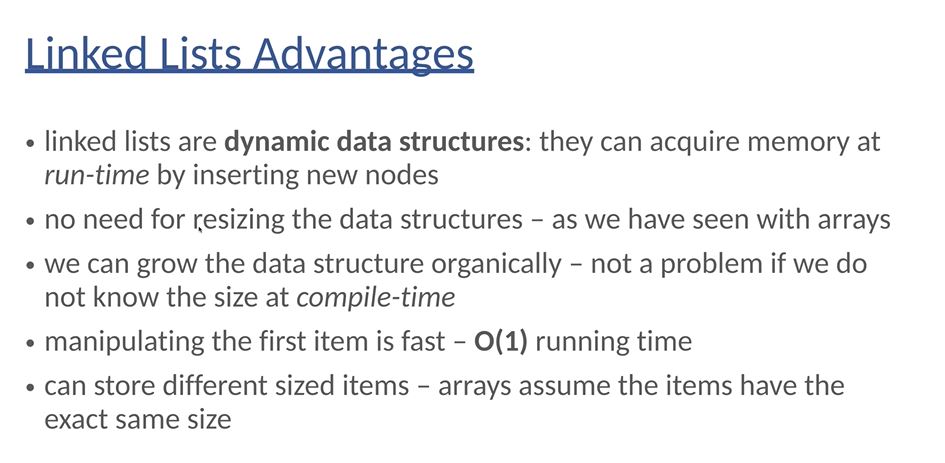 Linked Lists Advantages
• linked lists are dynamic data structures: they can acquire memory at
run-time by inserting new nodes
• no need for resizing the data structures – as we have seen with arrays
• we can grow the data structure organically – not a problem if we do
not know the size at compile-time
• manipulating the first item is fast – O(1) running time
• can store different sized items – arrays assume the items have the
exact same size